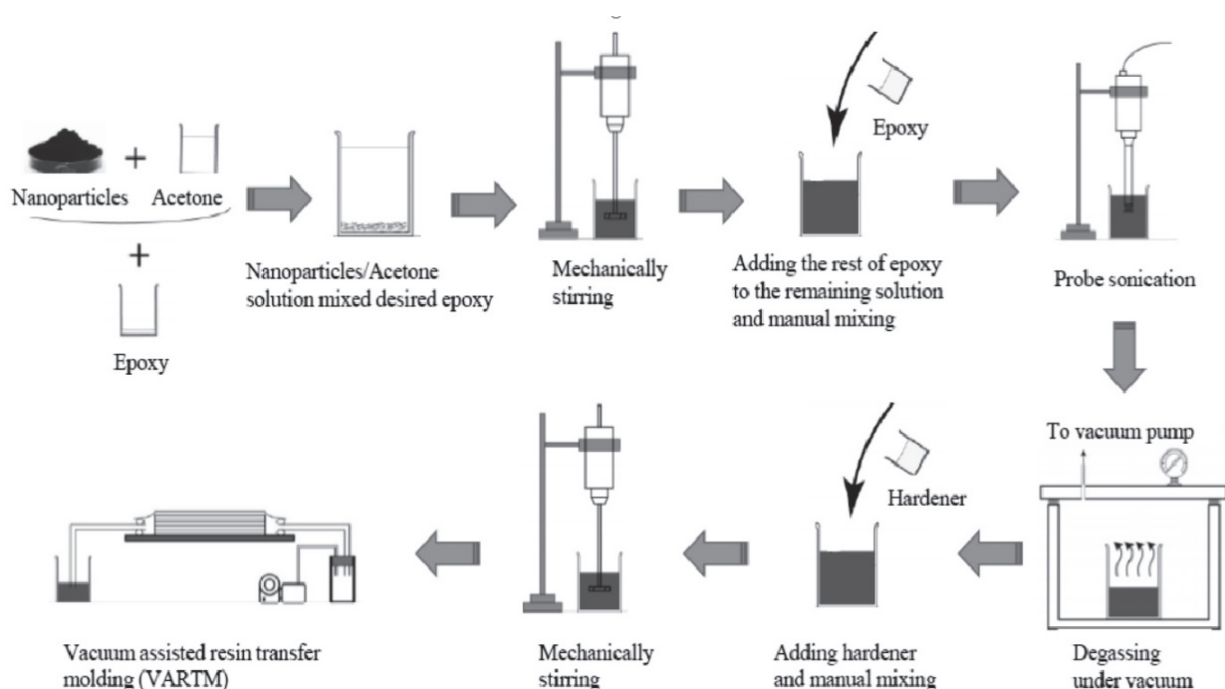 Nanoparticles
Acetone
Epoxy
Nanoparticles/Acetone
solution mixed desired epoxy
Mechanically
stirring
Epoxy
Adding the rest of epoxy
to the remaining solution
and manual mixing
Probe sonication
To vacuum pump
Degassing
under vacuum
Hardener
Adding hardener
and manual mixing
Mechanically
stirring
Vacuum assisted resin transfer
molding (VARTM)